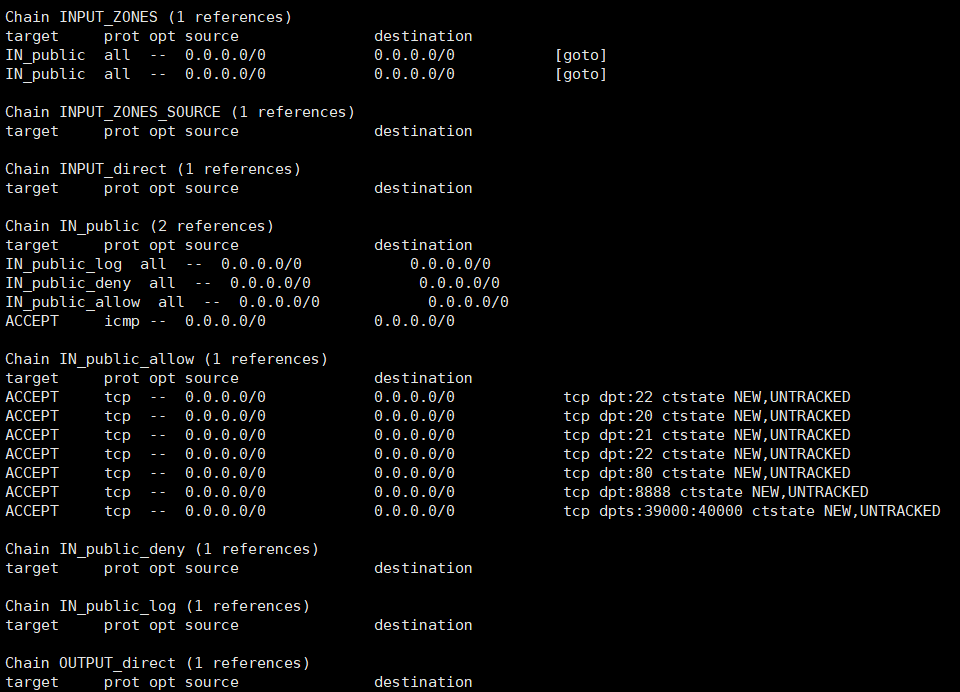 Chain INPUT_ZONES (1 references)
target     prot opt source               destination
IN_public  all  --  0.0.0.0/0            0.0.0.0/0           [goto]
IN_public  all  --  0.0.0.0/0            0.0.0.0/0           [goto]

Chain INPUT_ZONES_SOURCE (1 references)
target     prot opt source               destination

Chain INPUT_direct (1 references)
target     prot opt source               destination

Chain IN_public (2 references)
target     prot opt source               destination
IN_public_log  all  --  0.0.0.0/0            0.0.0.0/0
IN_public_deny  all  --  0.0.0.0/0            0.0.0.0/0
IN_public_allow  all  --  0.0.0.0/0            0.0.0.0/0
ACCEPT     icmp --  0.0.0.0/0            0.0.0.0/0

Chain IN_public_allow (1 references)
target     prot opt source               destination
ACCEPT     tcp  --  0.0.0.0/0            0.0.0.0/0            tcp dpt:22 ctstate NEW,UNTRACKED
ACCEPT     tcp  --  0.0.0.0/0            0.0.0.0/0            tcp dpt:20 ctstate NEW,UNTRACKED
ACCEPT     tcp  --  0.0.0.0/0            0.0.0.0/0            tcp dpt:21 ctstate NEW,UNTRACKED
ACCEPT     tcp  --  0.0.0.0/0            0.0.0.0/0            tcp dpt:22 ctstate NEW,UNTRACKED
ACCEPT     tcp  --  0.0.0.0/0            0.0.0.0/0            tcp dpt:80 ctstate NEW,UNTRACKED
ACCEPT     tcp  --  0.0.0.0/0            0.0.0.0/0            tcp dpt:8888 ctstate NEW,UNTRACKED
ACCEPT     tcp  --  0.0.0.0/0            0.0.0.0/0            tcp dpts:39000:40000 ctstate NEW,UNTRACKED

Chain IN_public_deny (1 references)
target     prot opt source               destination

Chain IN_public_log (1 references)
target     prot opt source               destination

Chain OUTPUT_direct (1 references)
target     prot opt source               destination